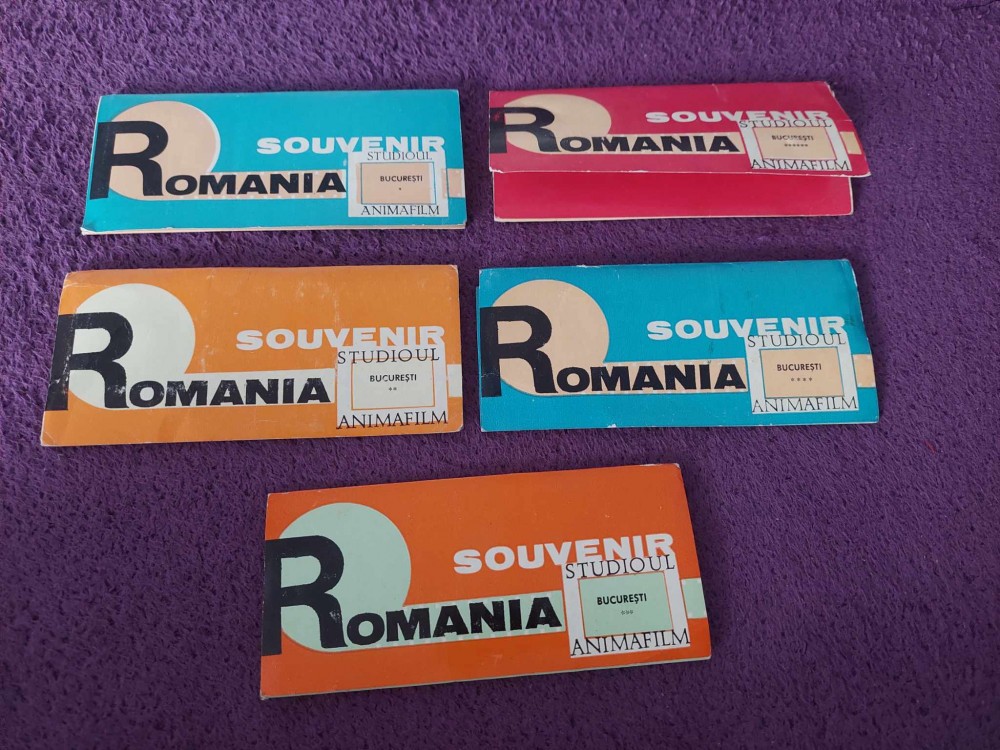 SOUVENIR
ROMANIA
STUDIOUL
BUCUREȘTI
*
ANIMAFILM
SOUVENIR
ROMANIA
STUDIOUL
BUCUREȘTI
******
ANIMAFILM
SOUVENIR
ROMANIA
STUDIOUL
BUCUREȘTI
**
ANIMAFILM
SOUVENIR
ROMANIA
STUDIOUL
BUCUREȘTI
****
ANIMAFILM
SOUVENIR
ROMANIA
STUDIOUL
BUCUREȘTI
***
ANIMAFILM